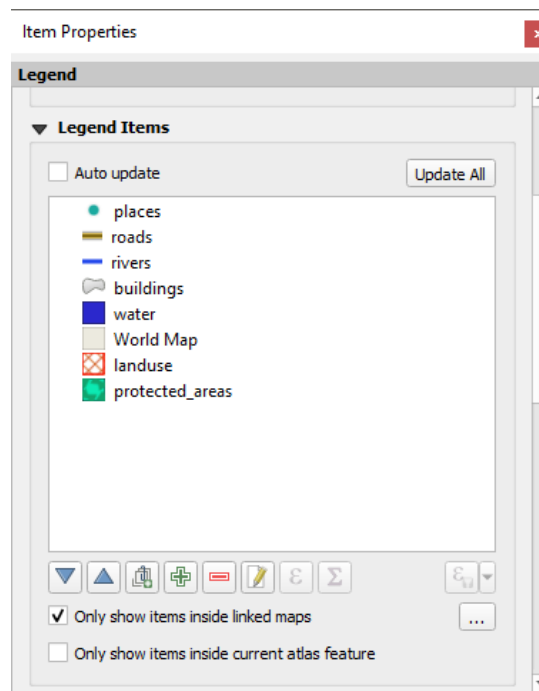 Item Properties
Legend
Legend Items
Auto update
Update All
places
roads
rivers
buildings
water
World Map
landuse
protected_areas
ε Σ ε
Only show items inside linked maps
...
Only show items inside current atlas feature